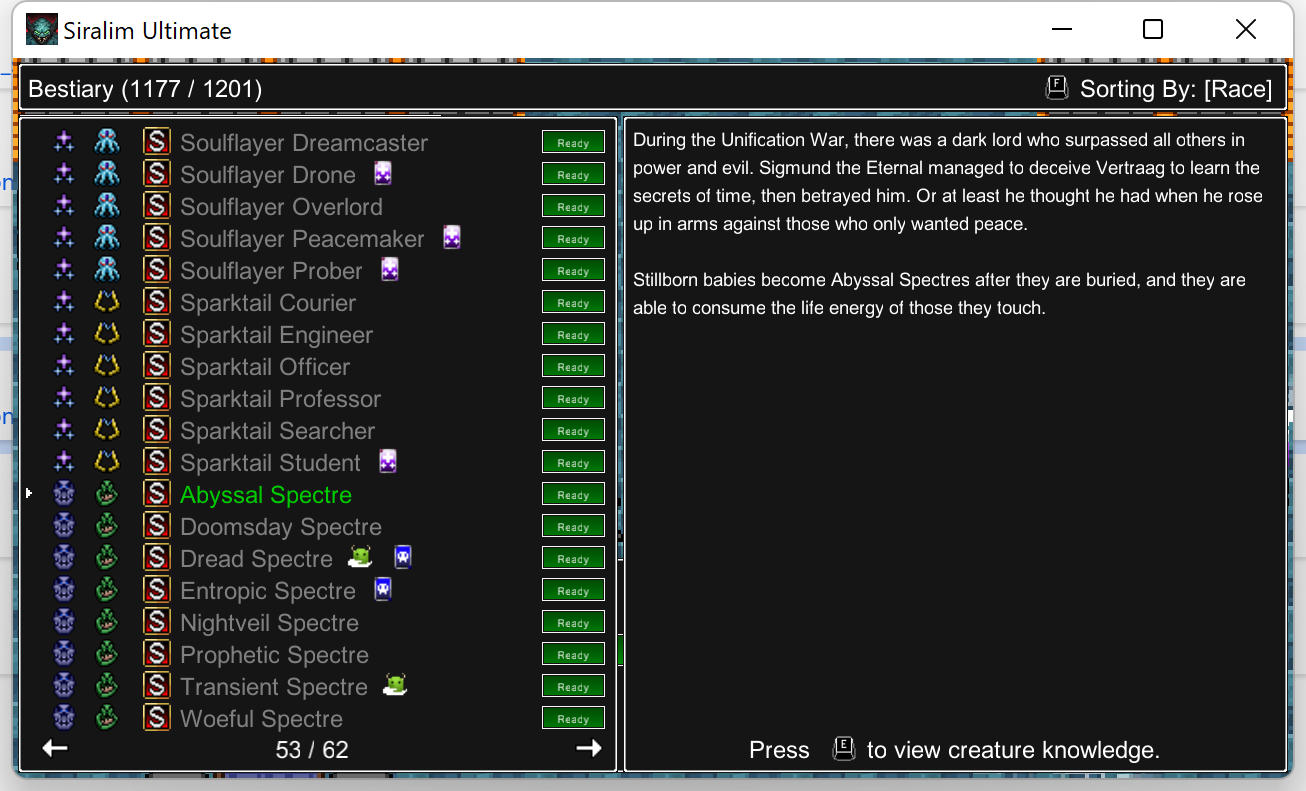 Siralim Ultimate
Bestiary (1177 / 1201)
F Sorting By: [Race]
S Soulflayer Dreamcaster Ready
S Soulflayer Drone Ready
S Soulflayer Overlord Ready
S Soulflayer Peacemaker Ready
S Soulflayer Prober Ready
S Sparktail Courier Ready
S Sparktail Engineer Ready
S Sparktail Officer Ready
S Sparktail Professor Ready
S Sparktail Searcher Ready
S Sparktail Student Ready
S Abyssal Spectre Ready
S Doomsday Spectre Ready
S Dread Spectre Ready
S Entropic Spectre Ready
S Nightveil Spectre Ready
S Prophetic Spectre Ready
S Transient Spectre Ready
S Woeful Spectre Ready
53 / 62
During the Unification War, there was a dark lord who surpassed all others in
power and evil. Sigmund the Eternal managed to deceive Vertraag to learn the
secrets of time, then betrayed him. Or at least he thought he had when he rose
up in arms against those who only wanted peace.
Stillborn babies become Abyssal Spectres after they are buried, and they are
able to consume the life energy of those they touch.
Press E to view creature knowledge.